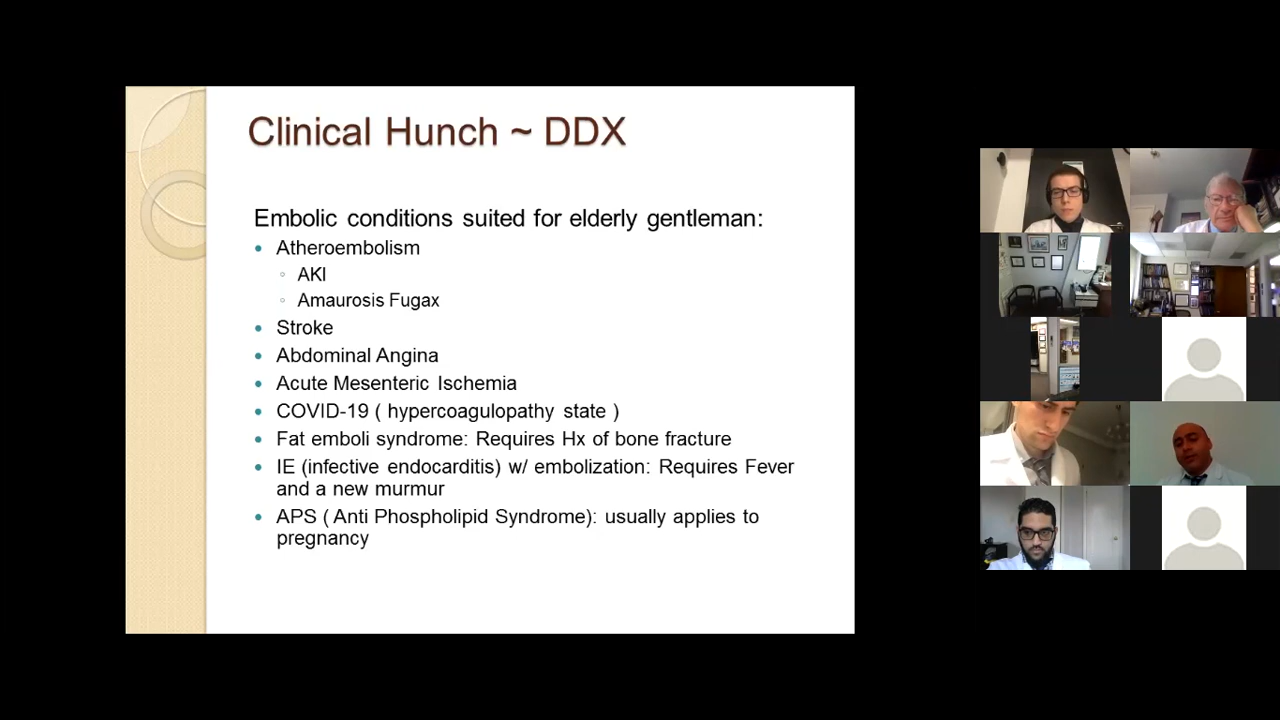 Clinical Hunch ~ DDX
Embolic conditions suited for elderly gentleman:
Atheroembolism
AKI
Amaurosis Fugax
Stroke
Abdominal Angina
Acute Mesenteric Ischemia
COVID-19 ( hypercoagulopathy state )
Fat emboli syndrome: Requires Hx of bone fracture
IE (infective endocarditis) w/ embolization: Requires Fever
and a new murmur
APS ( Anti Phospholipid Syndrome): usually applies to
pregnancy